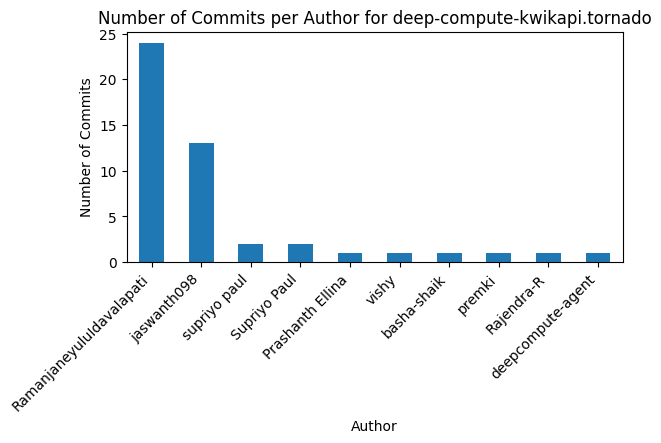 Number of Commits per Author for deep-compute-kwikapi.tornado
Number of Commits
25
20
15
10
5
0
RamanjaneyuluIdavalapati
jaswanth098
supriyo paul
Supriyo Paul
Prashanth Ellina
vishy
basha-shaik
premki
Rajendra-R
deepcompute-agent
Author